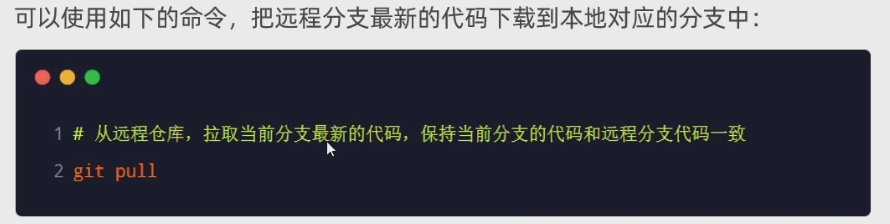 可以使用如下的命令，把远程分支最新的代码下载到本地对应的分支中：
1 # 从远程仓库，拉取当前分支最新的代码，保持当前分支的代码和远程分支代码一致
2 git pull